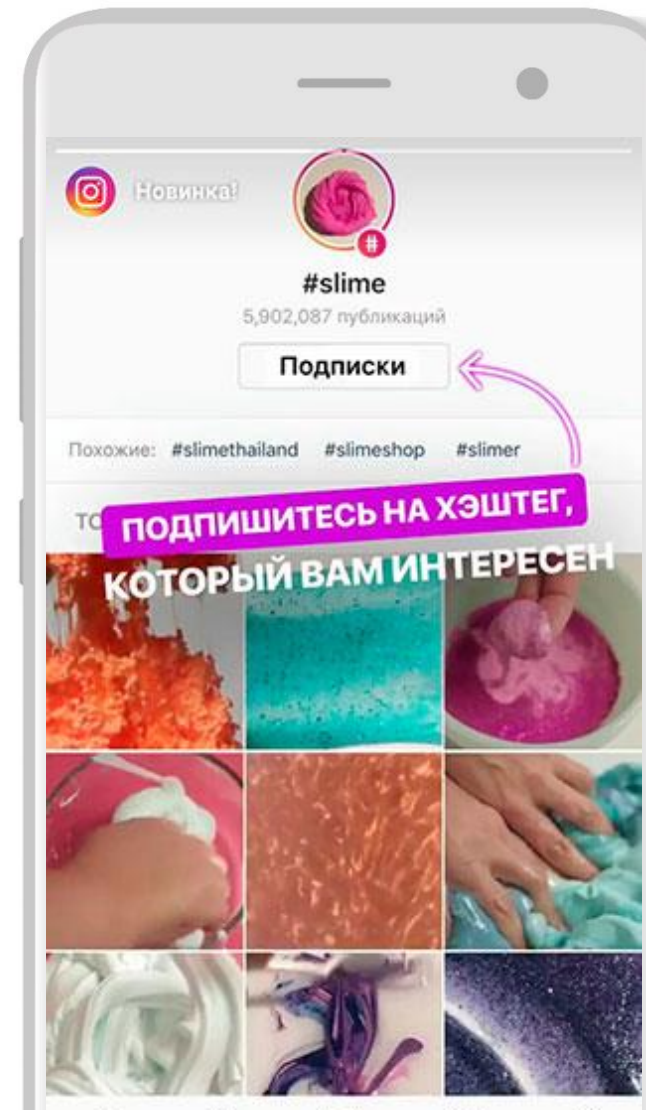 Новинка!
#slime
5,902,087 публикаций
Подписки
Похожие: #slimethailand #slimeshop #slimer
ПОДПИШИТЕСЬ НА ХЭШТЕГ,
КОТОРЫЙ ВАМ ИНТЕРЕСЕН